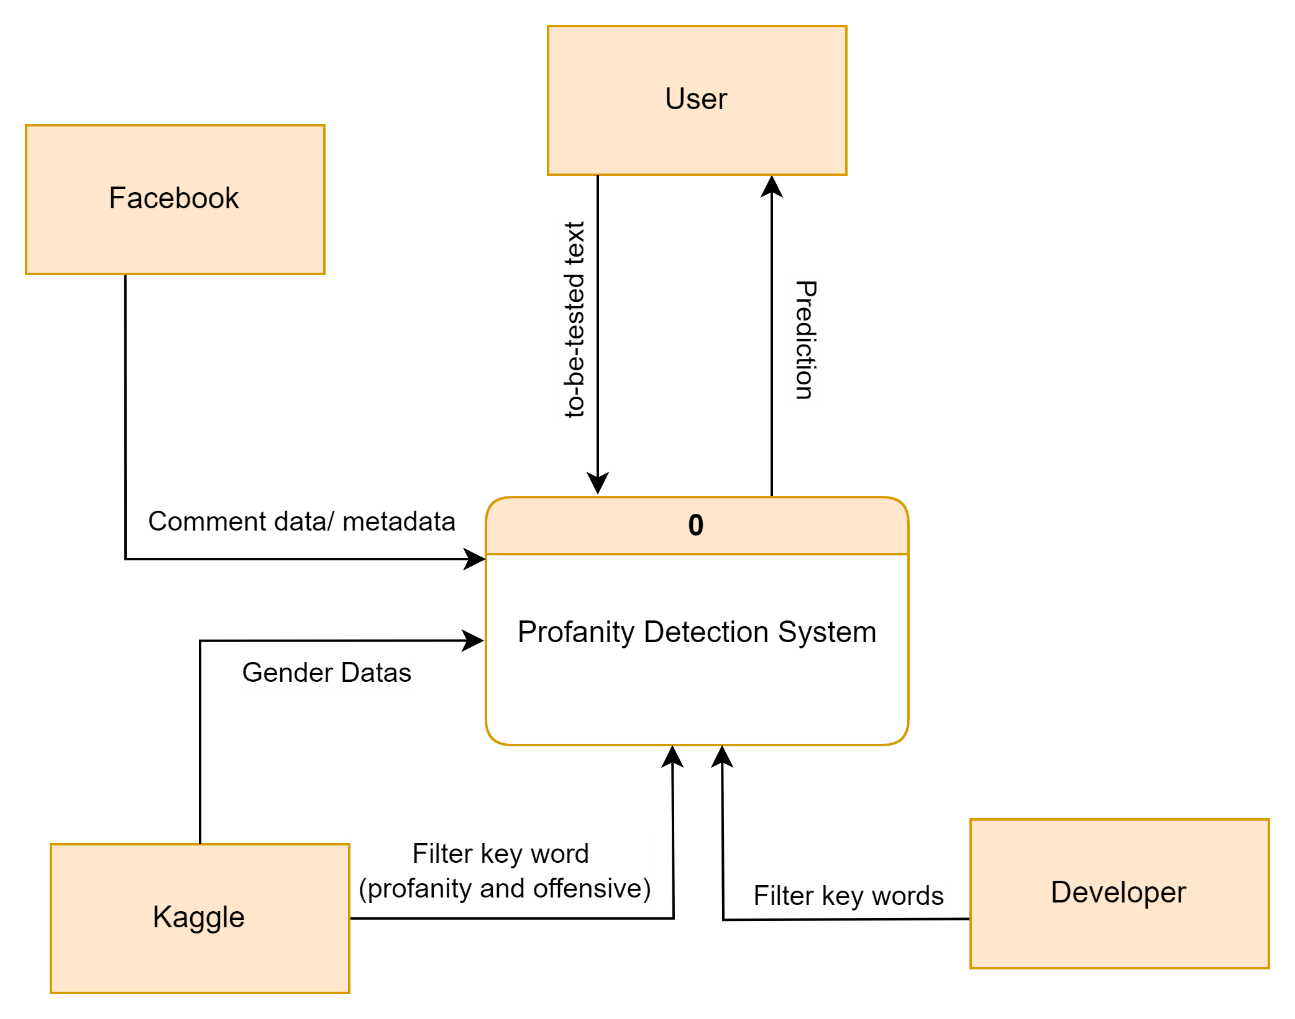 User
Facebook
to-be-tested text
Prediction
Comment data/ metadata
0
Profanity Detection System
Gender Datas
Filter key word
(profanity and offensive)
Filter key words
Developer
Kaggle